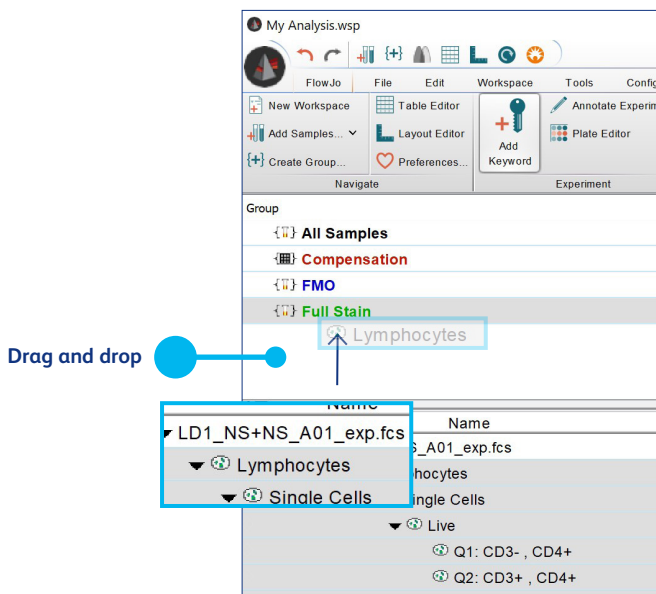 My Analysis.wsp
FlowJo File Edit Workspace Tools Config
New Workspace
Add Samples...
Create Group...
Table Editor
Layout Editor
Preferences...
Navigate
Add
Keyword
Annotate Experim
Plate Editor
Experiment
Group
All Samples
Compensation
FMO
Full Stain
Lymphocytes
Drag and drop
Name
LD1_NS+NS_A01_exp.fcs
Lymphocytes
Single Cells
Name
S_A01_exp.fcs
phocytes
ingle Cells
Live
Q1: CD3- , CD4+
Q2: CD3+ , CD4+